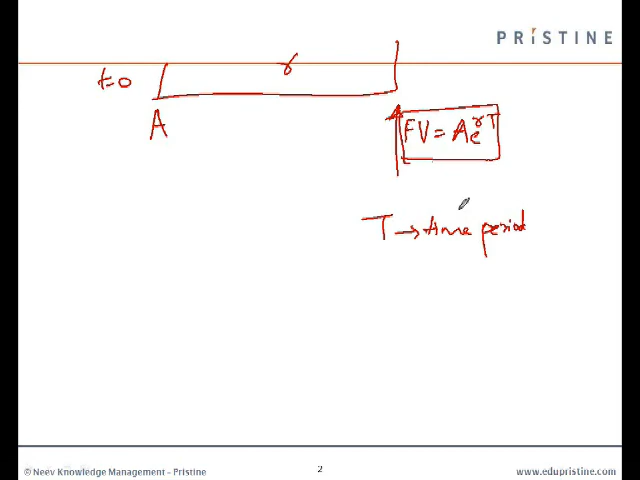 PRISTINE
r
t=0
A
FV = Ae^rT
T → time period
© Neev Knowledge Management – Pristine
2
www.edupristine.com